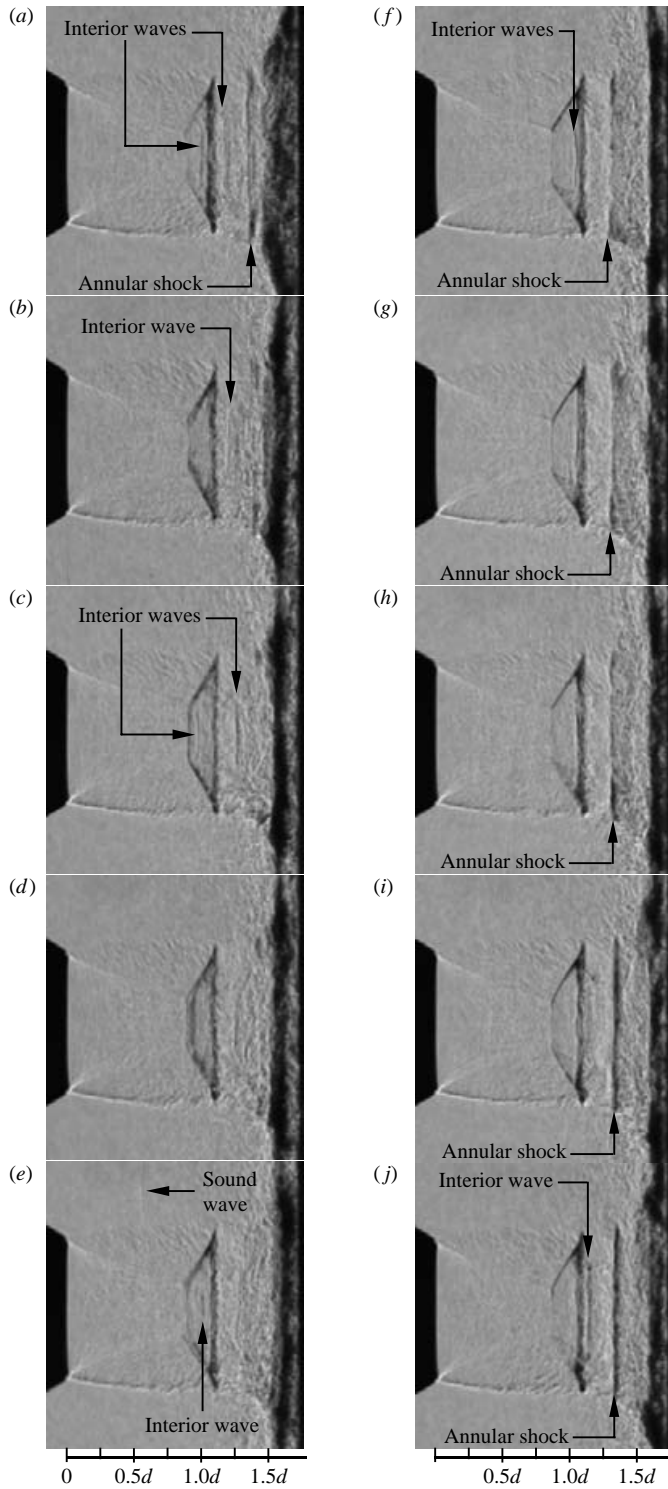 (a)
Interior waves
Annular shock
(b)
Interior wave
(c)
Interior waves
(d)
(e)
Sound
wave
Interior wave
0 0.5d 1.0d 1.5d
(f)
Interior waves
Annular shock
(g)
Annular shock
(h)
Annular shock
(i)
Annular shock
(j)
Interior wave
Annular shock
0.5d 1.0d 1.5d